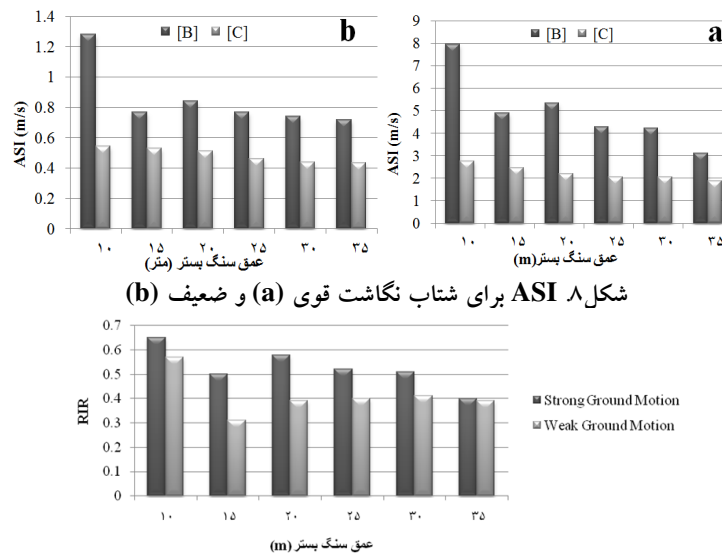 b
[B] [C]
ASI (m/s)
1.4
1.2
1
0.8
0.6
0.4
0.2
0
۱۰ ۱۵ ۲۰ ۲۵ ۳۰ ۳۵
عمق سنگ بستر (متر)
a
[B] [C]
ASI (m/s)
9
8
7
6
5
4
3
2
1
0
۱۰ ۱۵ ۲۰ ۲۵ ۳۰ ۳۵
عمق سنگ بستر(m)
شکل۸. ASI برای شتاب نگاشت قوی (a) و ضعیف (b)
RIR
0.7
0.6
0.5
0.4
0.3
0.2
0.1
0
۱۰ ۱۵ ۲۰ ۲۵ ۳۰ ۳۵
عمق سنگ بستر (m)
Strong Ground Motion
Weak Ground Motion